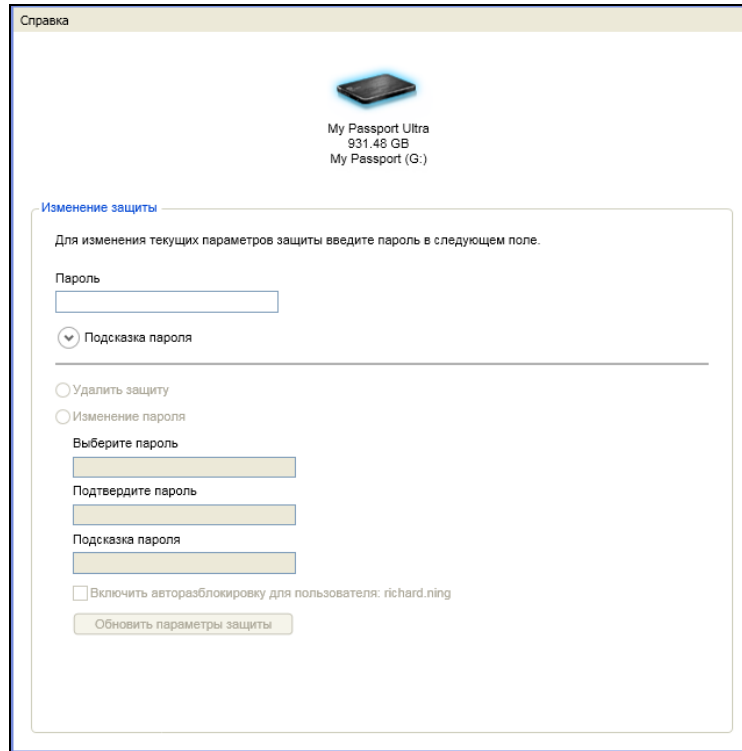 Справка
My Passport Ultra
931.48 GB
My Passport (G:)
Изменение защиты
Для изменения текущих параметров защиты введите пароль в следующем поле.
Пароль
Подсказка пароля
Удалить защиту
Изменение пароля
Выберите пароль
Подтвердите пароль
Подсказка пароля
Включить авторазблокировку для пользователя: richard.ning
Обновить параметры защиты